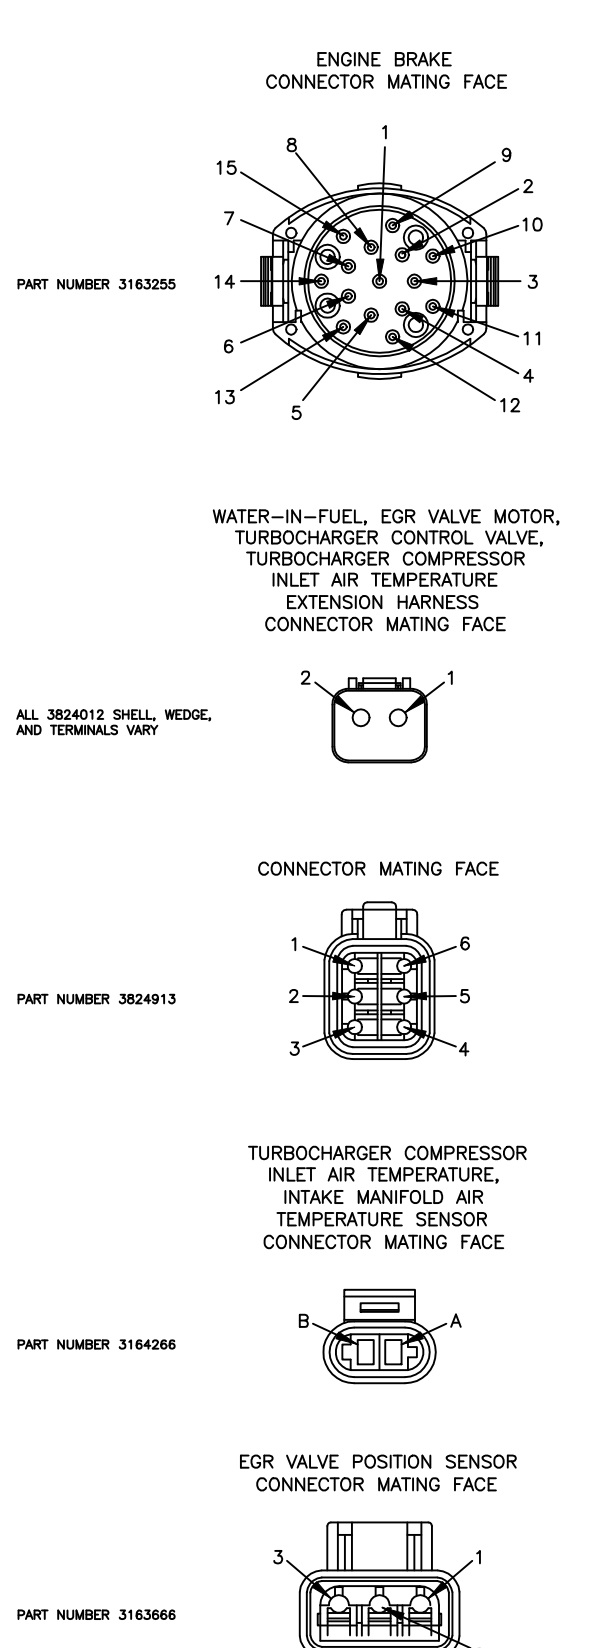 ENGINE BRAKE
CONNECTOR MATING FACE
1
8
9
15
2
7
10
PART NUMBER 3163255
14
3
6
11
13
5
4
12
WATER-IN-FUEL, EGR VALVE MOTOR,
TURBOCHARGER CONTROL VALVE,
TURBOCHARGER COMPRESSOR
INLET AIR TEMPERATURE
EXTENSION HARNESS
CONNECTOR MATING FACE
2
1
ALL 3824012 SHELL, WEDGE,
AND TERMINALS VARY
CONNECTOR MATING FACE
1
6
PART NUMBER 3824913
2
5
3
4
TURBOCHARGER COMPRESSOR
INLET AIR TEMPERATURE,
INTAKE MANIFOLD AIR
TEMPERATURE SENSOR
CONNECTOR MATING FACE
B
A
PART NUMBER 3164266
EGR VALVE POSITION SENSOR
CONNECTOR MATING FACE
3
1
PART NUMBER 3163666